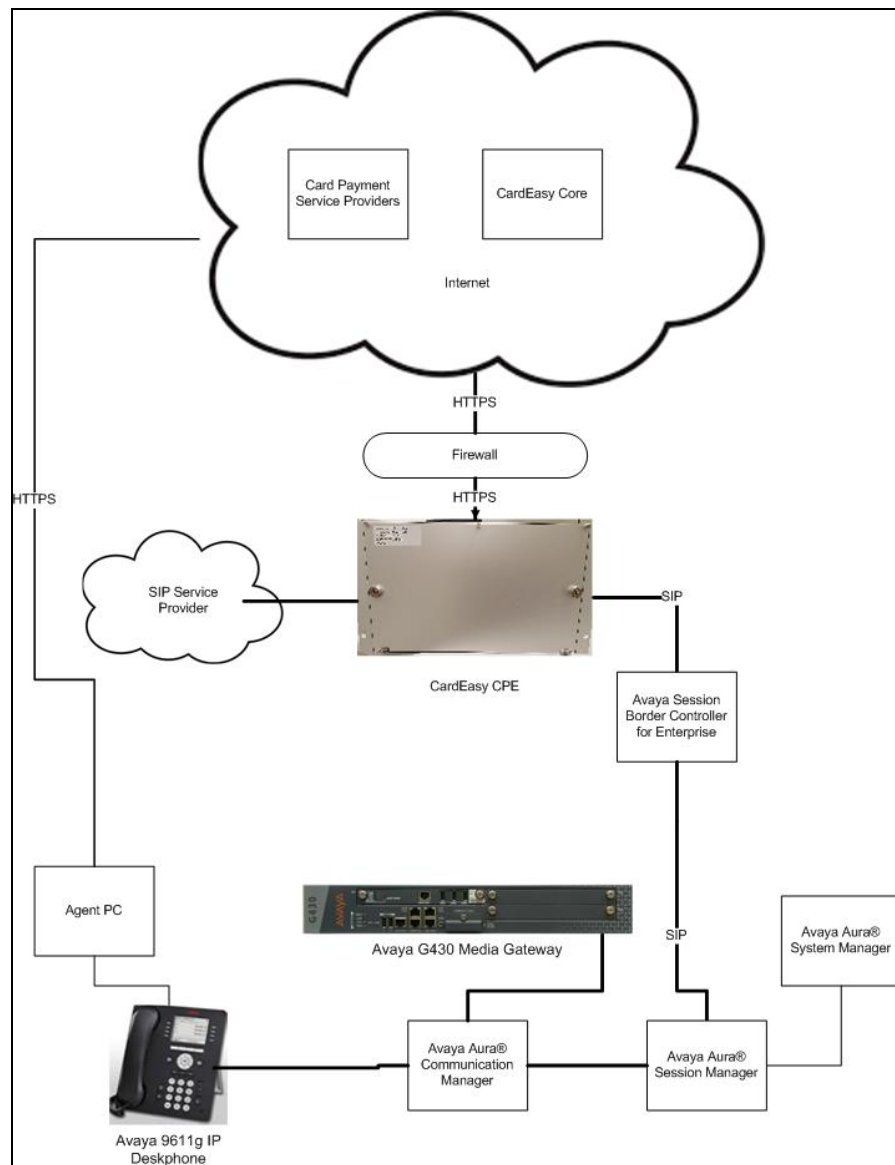 Card Payment
Service Providers
CardEasy Core
Internet
HTTPS
Firewall
HTTPS
HTTPS
SIP Service
Provider
SIP
CardEasy CPE
Avaya Session
Border Controller
for Enterprise
Agent PC
G430
AVAYA
Avaya G430 Media Gateway
SIP
Avaya Aura®
System Manager
Avaya Aura®
Communication
Manager
Avaya Aura®
Session Manager
Avaya 9611g IP
Deskphone